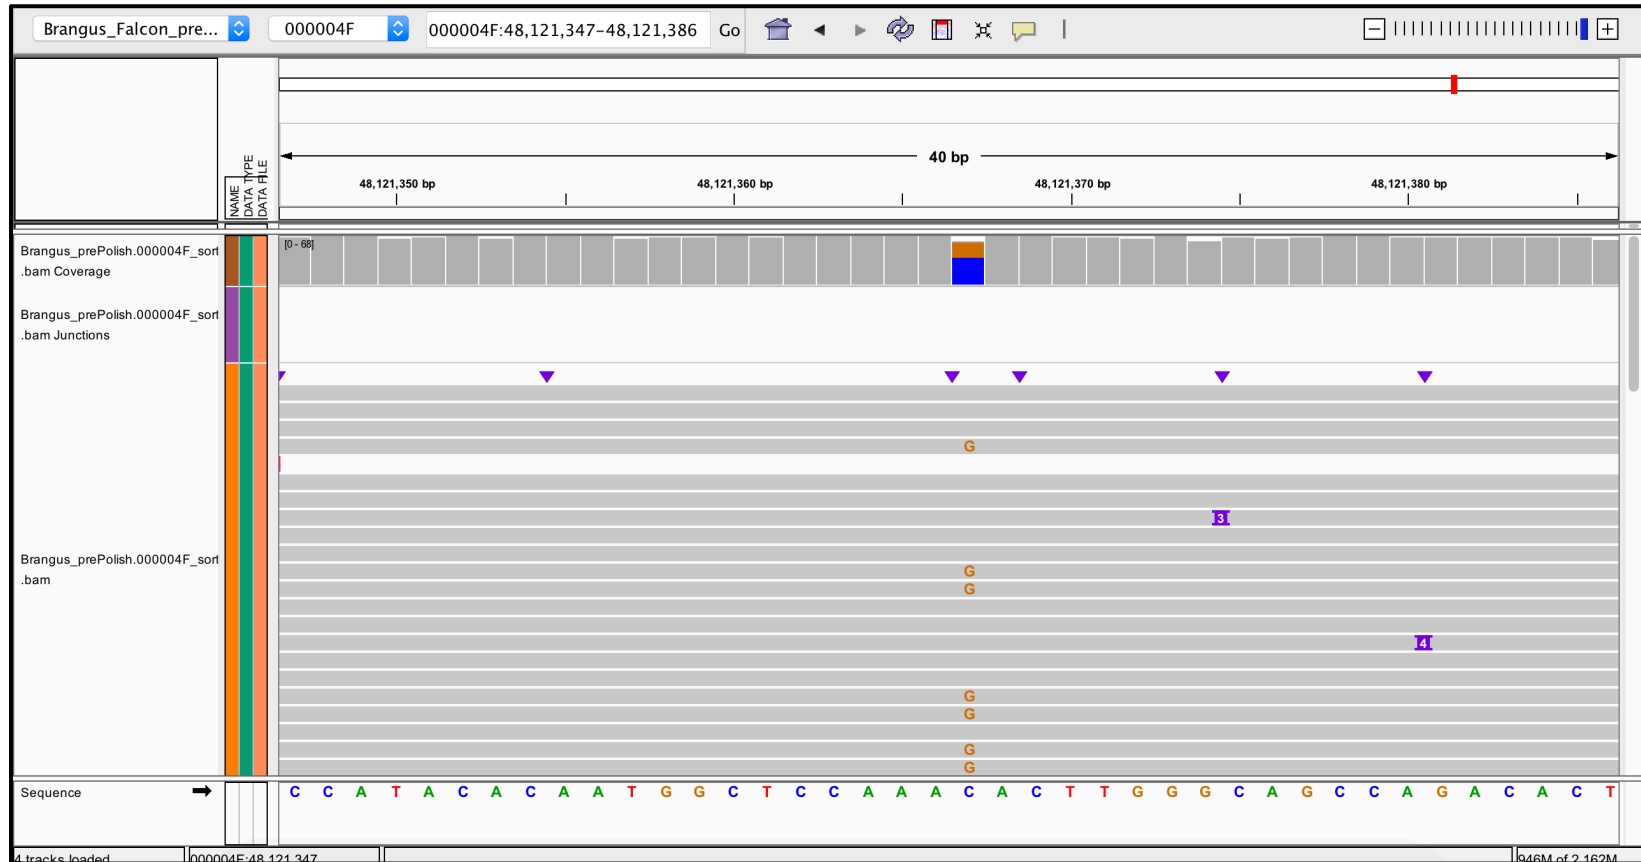 Brangus_Falcon_pre... 000004F 000004F:48,121,347-48,121,386 Go
NAME
DATA TYPE
DATA FILE
40 bp
48,121,350 bp 48,121,360 bp 48,121,370 bp 48,121,380 bp
Brangus_prePolish.000004F_sort
.bam Coverage
[0 - 68]
Brangus_prePolish.000004F_sort
.bam Junctions
G
3
G
G
Brangus_prePolish.000004F_sort
.bam
4
G
G
G
G
Sequence C C A T A C A C A A T G G C T C C A A A C A C T T G G G C A G C C A G A C A C T
4 tracks loaded 000004F:48,121,347 946M of 2,162M